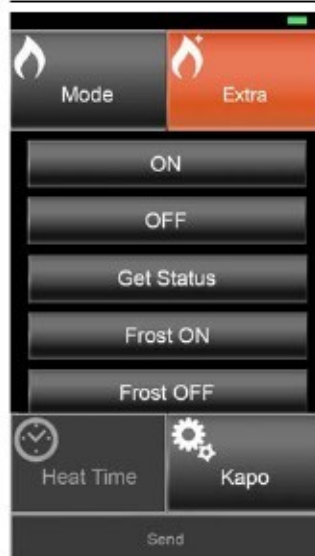 Mode Extra
ON
OFF
Get Status
Frost ON
Frost OFF
Heat Time Kapo
Send